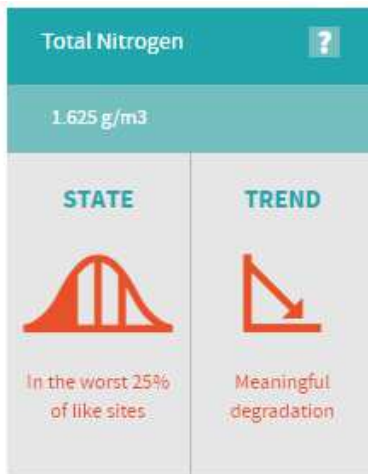 Total Nitrogen ?
1.625 g/m3
STATE
TREND
In the worst 25%
of like sites
Meaningful
degradation